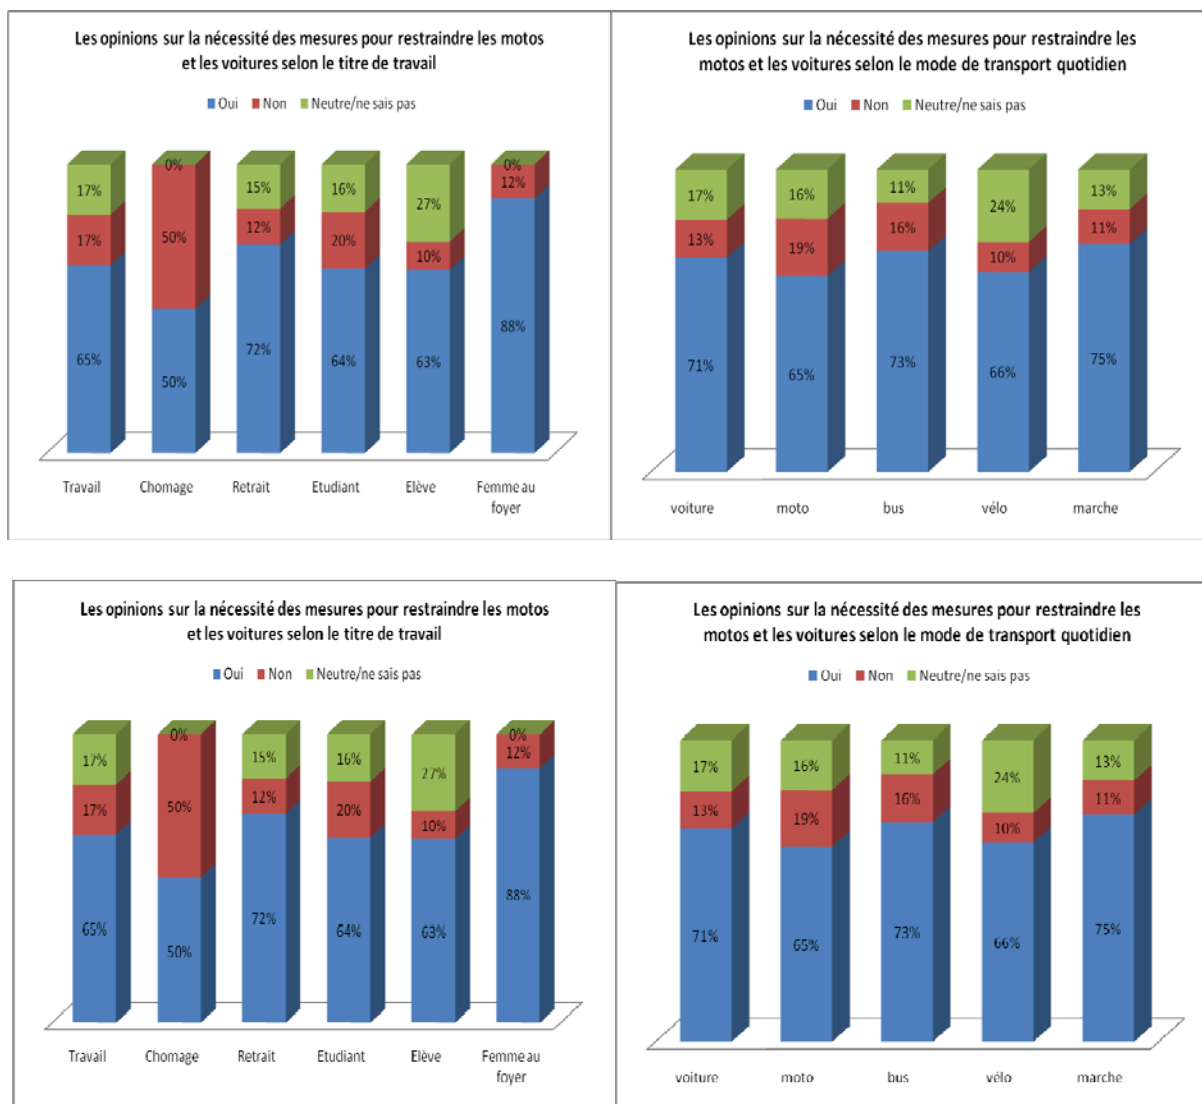 Les opinions sur la nécessité des mesures pour restraindre les motos
et les voitures selon le titre de travail
Oui Non Neutre/ne sais pas
17% 0% 15% 16% 27% 0%
17% 50% 12% 20% 10% 12%
65% 50% 72% 64% 63% 88%
Travail Chomage Retrait Etudiant Elève Femme au
foyer
Les opinions sur la nécessité des mesures pour restraindre les
motos et les voitures selon le mode de transport quotidien
Oui Non Neutre/ne sais pas
17% 16% 11% 24% 13%
13% 19% 16% 10% 11%
71% 65% 73% 66% 75%
voiture moto bus vélo marche
Les opinions sur la nécessité des mesures pour restraindre les motos
et les voitures selon le titre de travail
Oui Non Neutre/ne sais pas
17% 0% 15% 16% 27% 0%
17% 50% 12% 20% 10% 12%
65% 50% 72% 64% 63% 88%
Travail Chomage Retrait Etudiant Elève Femme au
foyer
Les opinions sur la nécessité des mesures pour restraindre les
motos et les voitures selon le mode de transport quotidien
Oui Non Neutre/ne sais pas
17% 16% 11% 24% 13%
13% 19% 16% 10% 11%
71% 65% 73% 66% 75%
voiture moto bus vélo marche